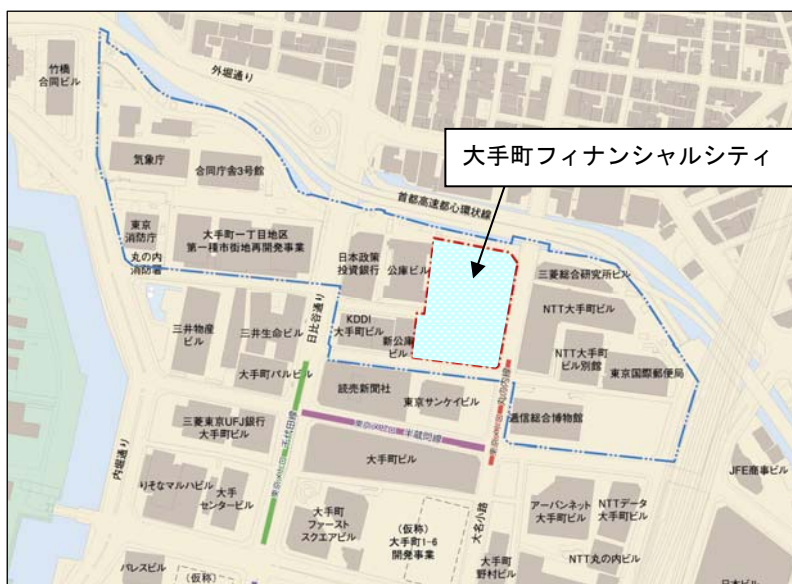 竹橋
合同ビル
外堀通り
大手町フィナンシャルシティ
気象庁
合同庁舎3号館
首都高速都心環状線
東京
消防庁
丸の内
消防署
大手町一丁目地区
第一種市街地再開発事業
日本政策
投資銀行
公庫ビル
三菱総合研究所ビル
NTT大手町ビル
三井物産
ビル
三井生命ビル
日比谷通り
KDDI
大手町ビル
新公庫
ビル
NTT大手町
ビル別館
東京国際郵便局
大手町パルビル
読売新聞社
東京サンケイビル
逓信総合博物館
三菱東京UFJ銀行
大手町ビル
内堀通り
大手町ビル
JFE商事ビル
りそなマルハビル
大手
センタービル
大手町
ファースト
スクエアビル
(仮称)
大手町1-6
開発事業
大名小路
アーバンネット
大手町ビル
NTTデータ
大手町ビル
パレスビル
(仮称)
大手町
野村ビル
NTT丸の内ビル
日本ビル